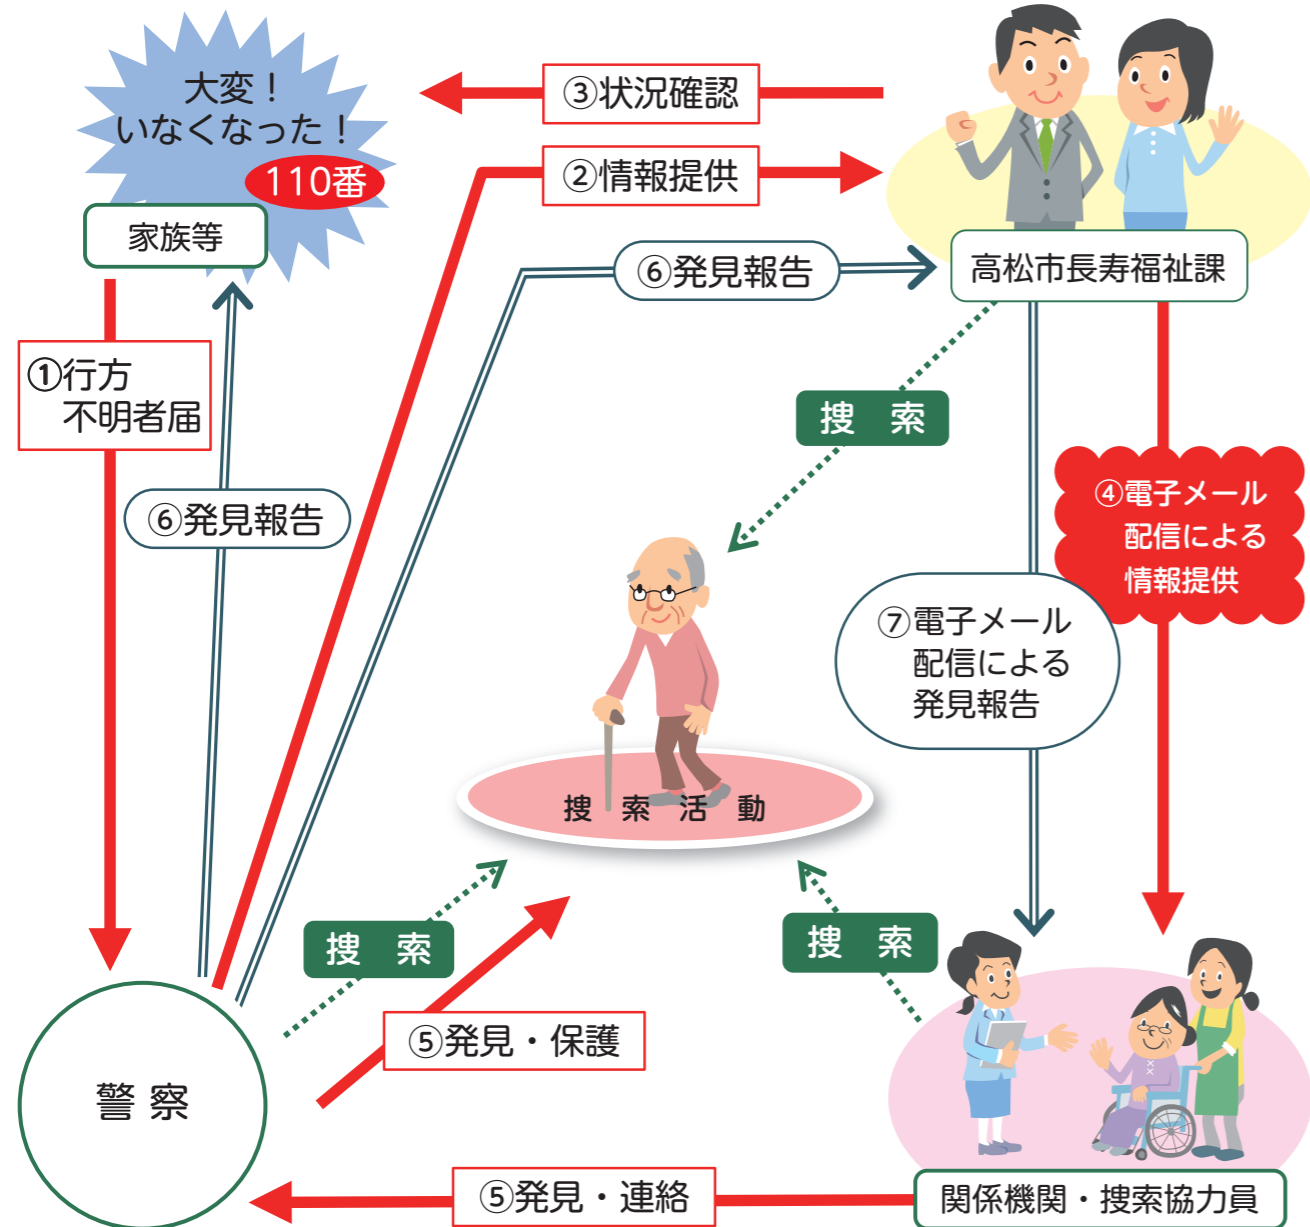 大変！
いなくなった！
110番
家族等
③状況確認
②情報提供
⑥発見報告
高松市長寿福祉課
①行方
不明者届
捜 索
⑥発見報告
④電子メール
配信による
情報提供
⑦電子メール
配信による
発見報告
捜 索 活 動
捜 索
捜 索
⑤発見・保護
警 察
⑤発見・連絡
関係機関・捜索協力員